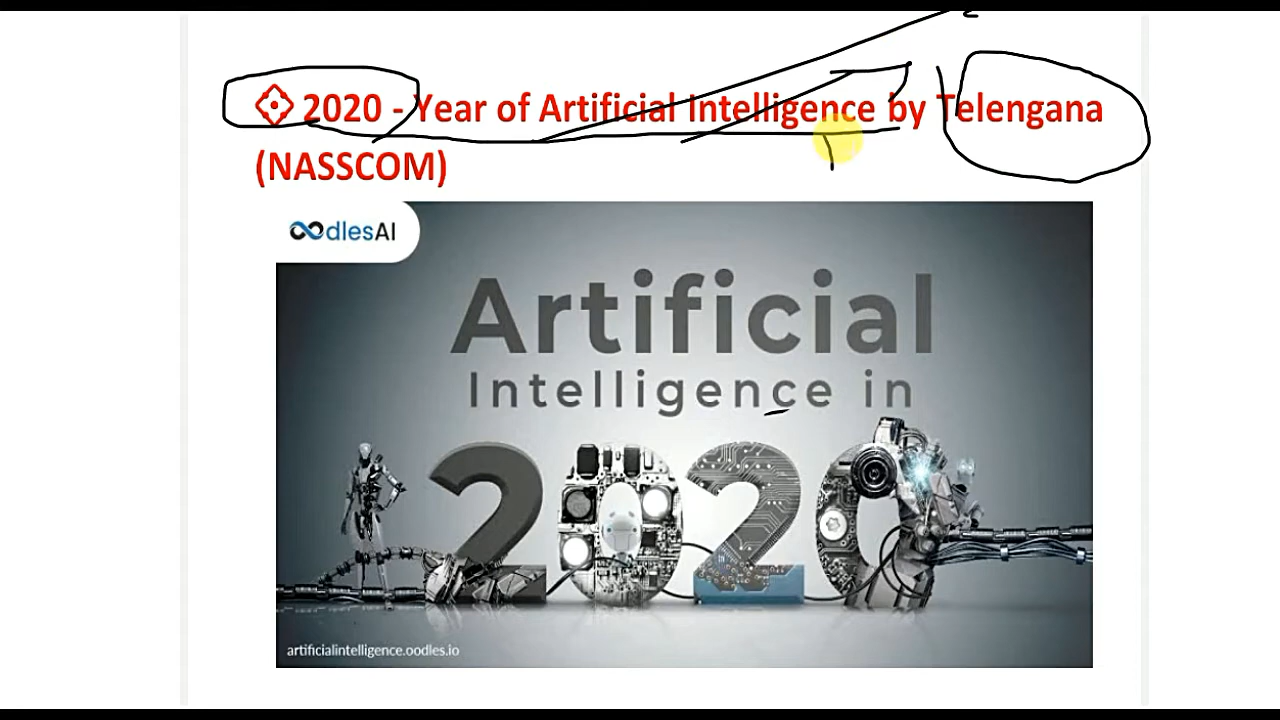 2020 - Year of Artificial Intelligence by Telengana
(NASSCOM)
oodlesAI
Artificial
Intelligence in
2020
artificialintelligence.oodles.io